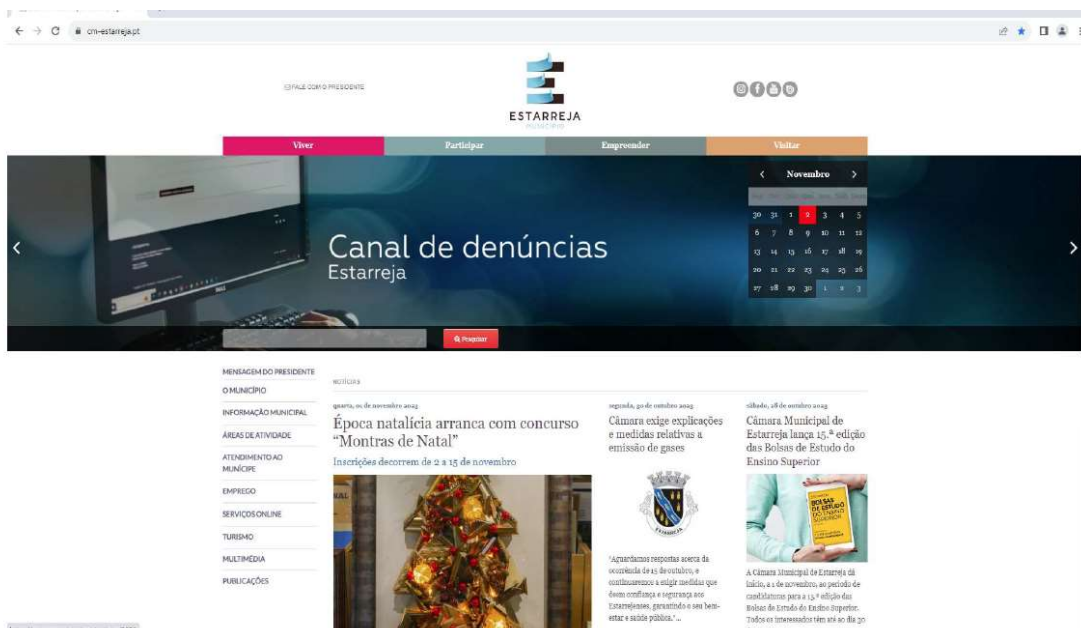 cm-estarreja.pt
FALE COM O PRESIDENTE
ESTARREJA
MUNICÍPIO
Viver
Participar
Empreender
Visitar
Novembro
30 31 1 2 3 4 5
6 7 8 9 10 11 12
13 14 15 16 17 18 19
20 21 22 23 24 25 26
27 28 29 30 1 2 3
Canal de denúncias
Estarreja
Pesquisar
MENSAGEM DO PRESIDENTE
O MUNICÍPIO
INFORMAÇÃO MUNICIPAL
ÁREAS DE ATIVIDADE
ATENDIMENTO AO
MUNÍCIPE
EMPREGO
SERVIÇOS ONLINE
TURISMO
MULTIMÉDIA
PUBLICAÇÕES
NOTÍCIAS
quarta, 01 de novembro 2023
Época natalícia arranca com concurso
“Montras de Natal”
Inscrições decorrem de 2 a 15 de novembro
segunda, 30 de outubro 2023
Câmara exige explicações
e medidas relativas a
emissão de gases
ESTARREJA
"Aguardamos respostas acerca da
ocorrência de 15 de outubro, e
continuaremos a exigir medidas que
deem confiança e segurança aos
Estarrejenses, garantindo o seu bem-
estar e saúde pública."...
sábado, 28 de outubro 2023
Câmara Municipal de
Estarreja lança 15.ª edição
das Bolsas de Estudo do
Ensino Superior
BOLSAS
DE ESTUDO
DO ENSINO
SUPERIOR
A Câmara Municipal de Estarreja dá
início, a 1 de novembro, ao período de
candidaturas para a 15.ª edição das
Bolsas de Estudo do Ensino Superior.
Todos os interessados têm até ao dia 30